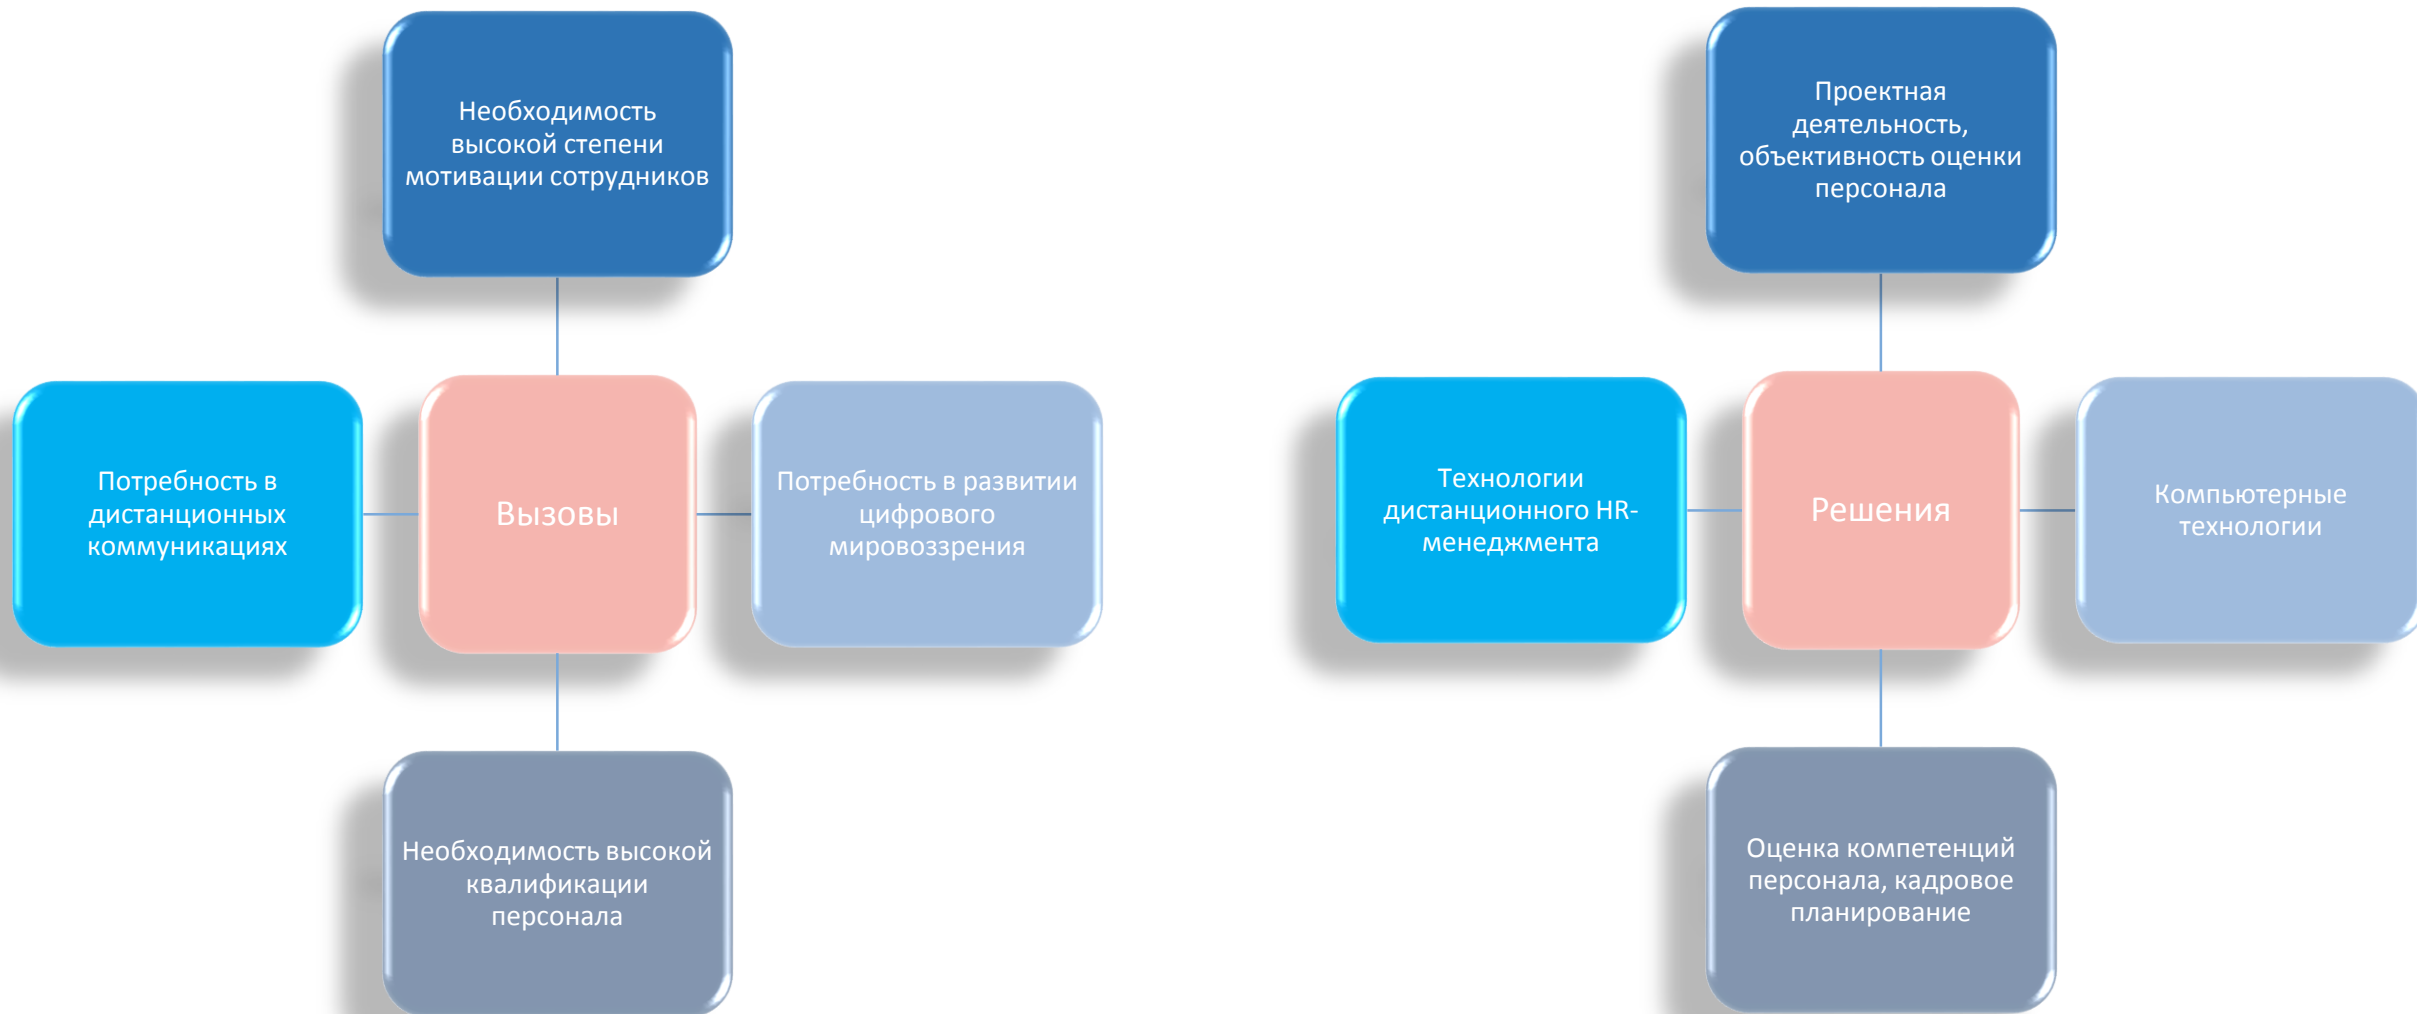 Необходимость
высокой степени
мотивации сотрудников
Потребность в
дистанционных
коммуникациях
Вызовы
Потребность в развитии
цифрового
мировоззрения
Необходимость высокой
квалификации
персонала
Проектная
деятельность,
объективность оценки
персонала
Технологии
дистанционного HR-
менеджмента
Решения
Компьютерные
технологии
Оценка компетенций
персонала, кадровое
планирование